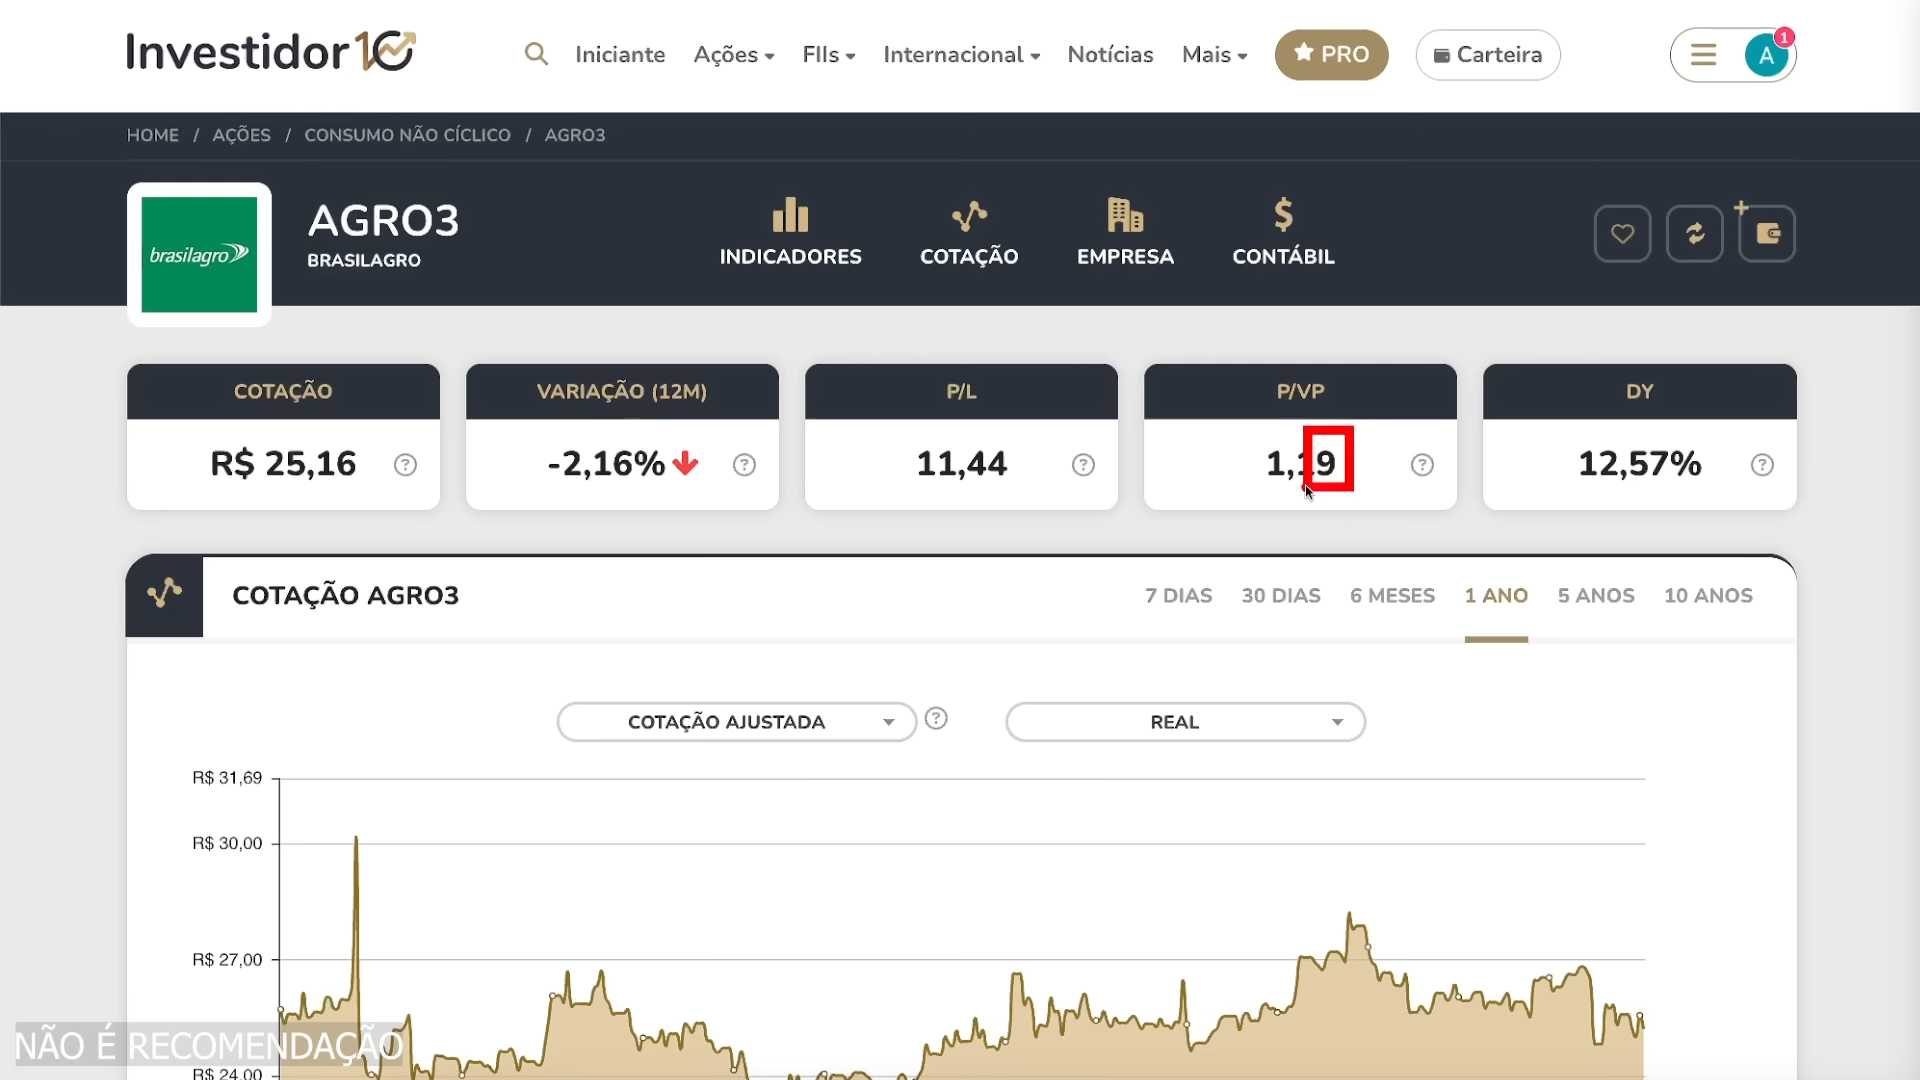 Investidor10
Iniciante Ações FIIs Internacional Notícias Mais PRO Carteira A 1
HOME / AÇÕES / CONSUMO NÃO CÍCLICO / AGRO3
brasilagro
AGRO3
BRASILAGRO
INDICADORES COTAÇÃO EMPRESA CONTÁBIL
COTAÇÃO VARIAÇÃO (12M) P/L P/VP DY
R$ 25,16 ? -2,16% ? 11,44 ? 1,19 ? 12,57% ?
COTAÇÃO AGRO3
7 DIAS 30 DIAS 6 MESES 1 ANO 5 ANOS 10 ANOS
COTAÇÃO AJUSTADA ? REAL
R$ 31,69
R$ 30,00
R$ 27,00
NÃO É RECOMENDAÇÃO
R$ 24,00